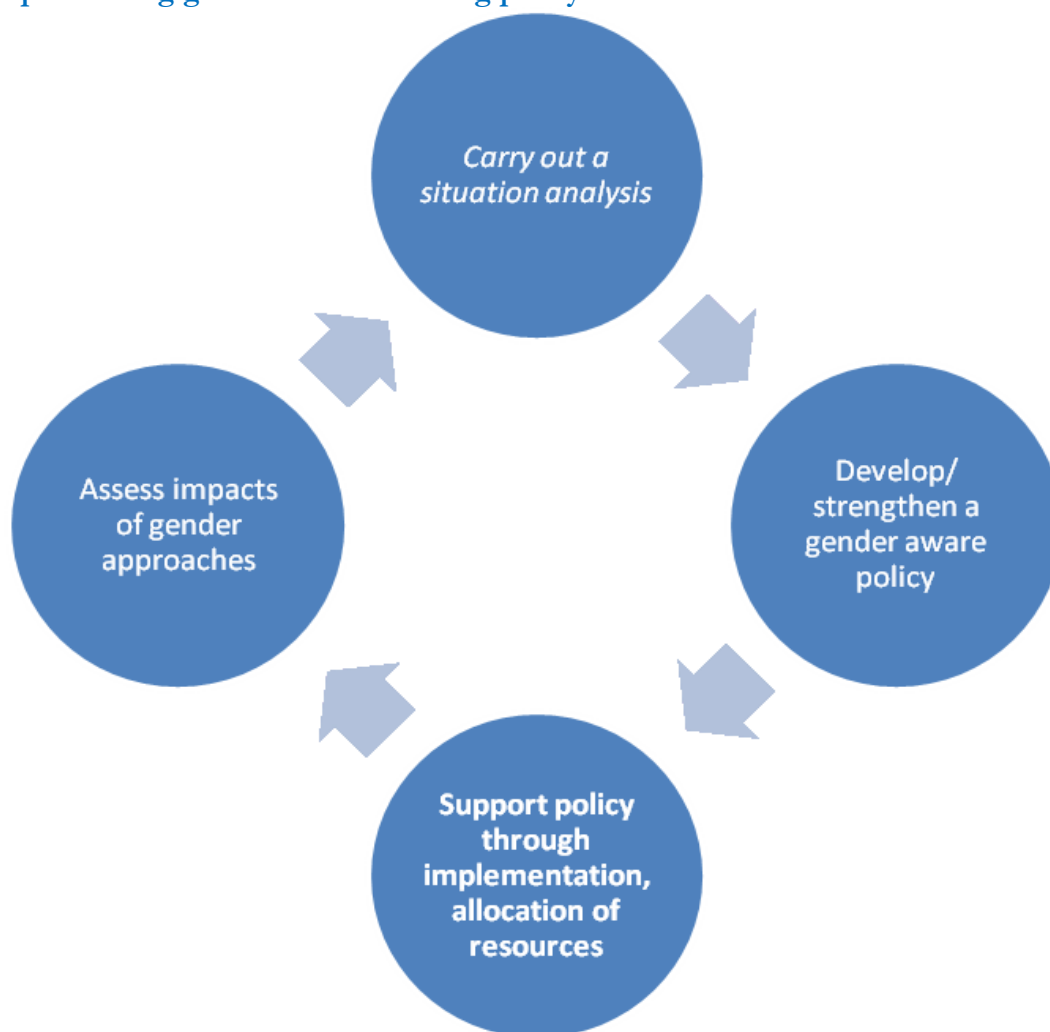 Carry out a
situation analysis
Develop/
strengthen a
gender aware
policy
Support policy
through
implementation,
allocation of
resources
Assess impacts
of gender
approaches